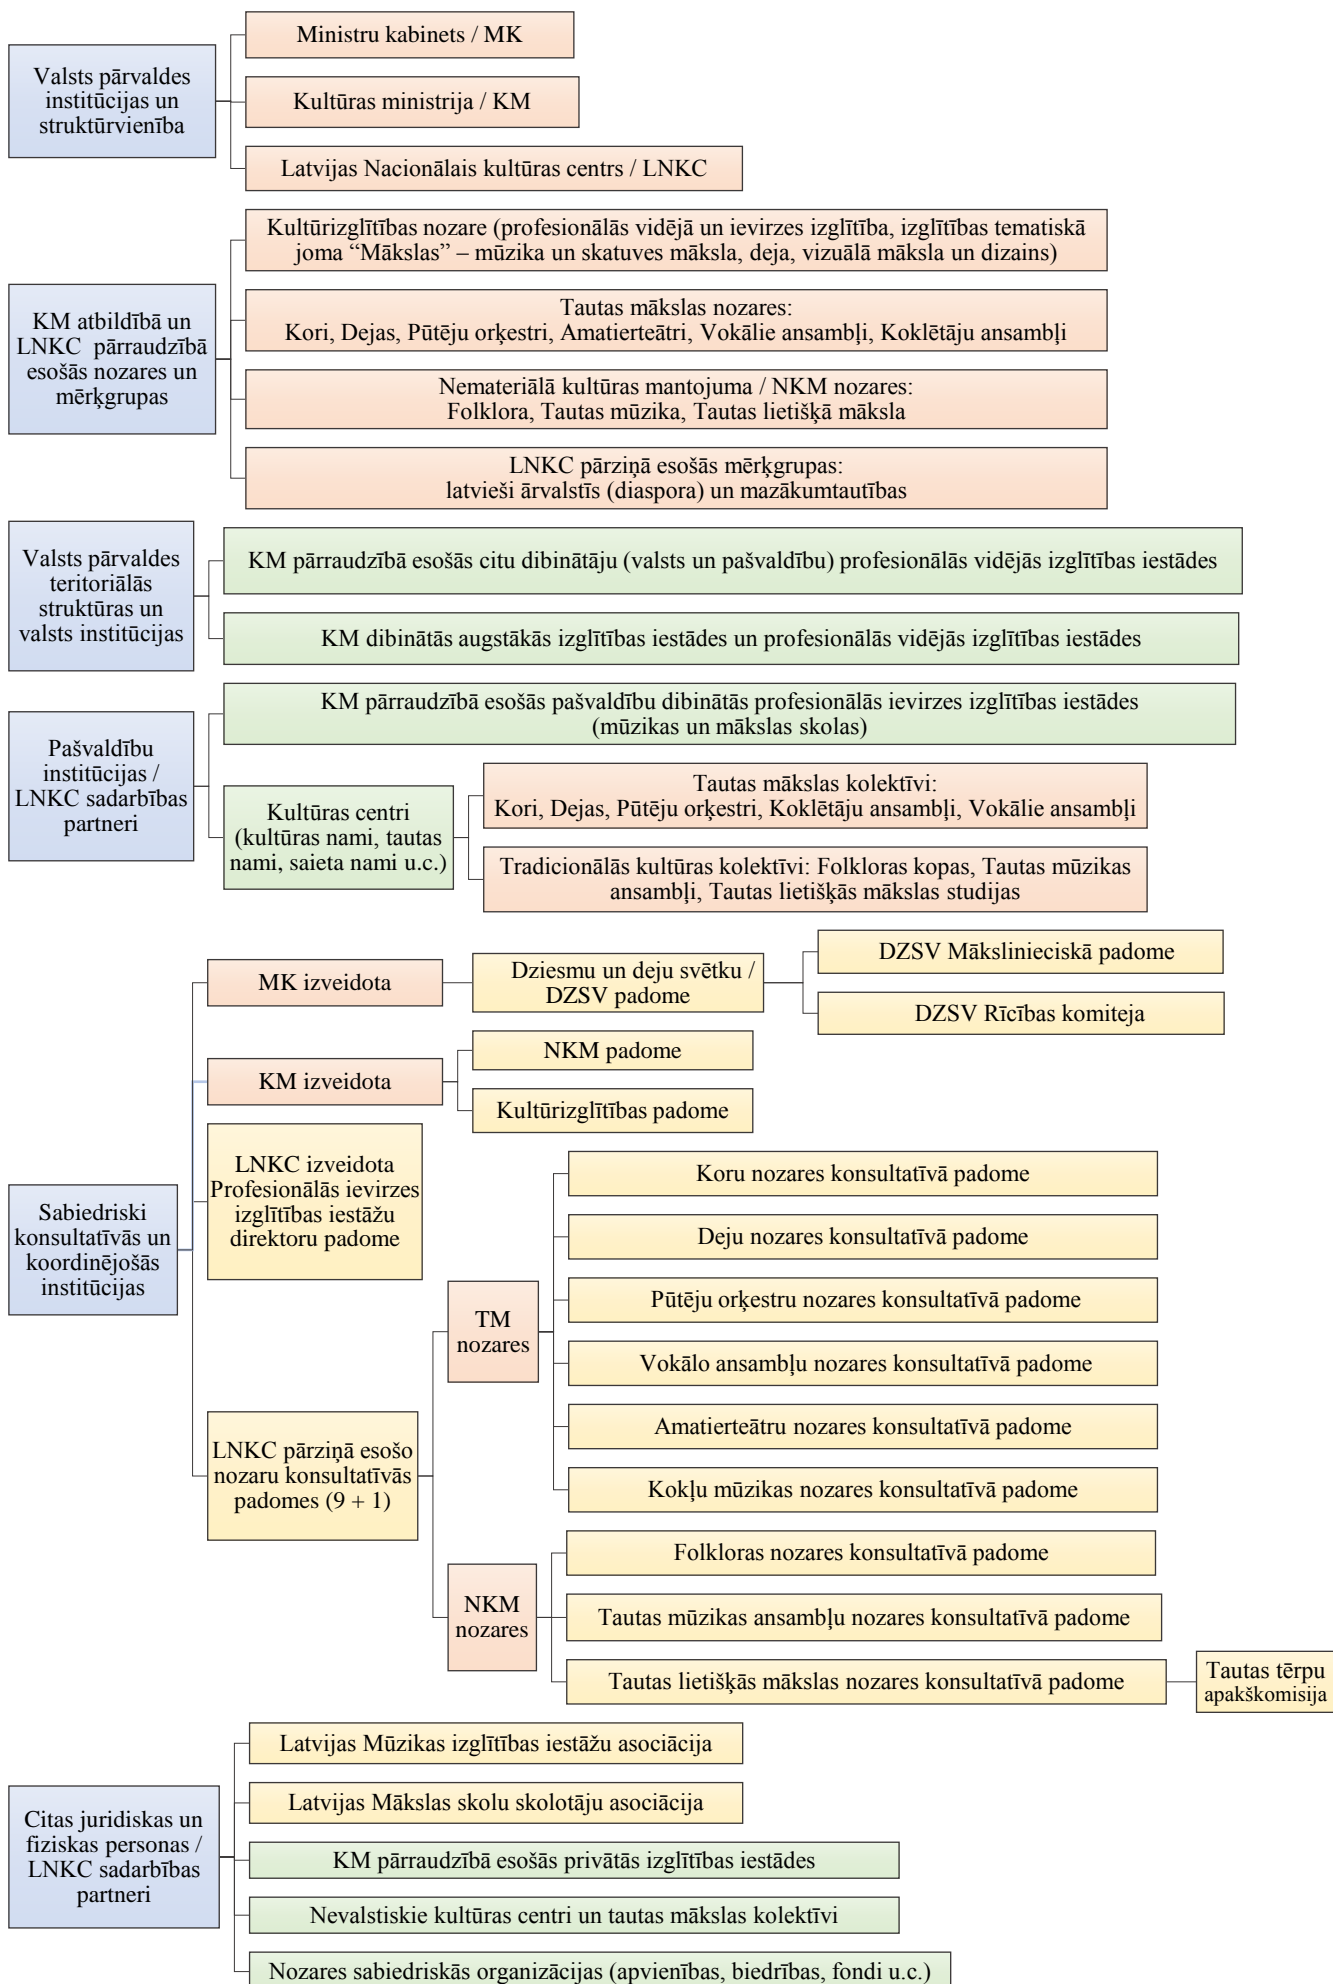 Valsts pārvaldes
institūcijas un
struktūrvienība
Ministru kabinets / MK
Kultūras ministrija / KM
Latvijas Nacionālais kultūras centrs / LNKC
KM atbildībā un
LNKC pārraudzībā
esošās nozares un
mērķgrupas
Kultūrizglītības nozare (profesionālās vidējā un ievirzes izglītība, izglītības tematiskā
joma “Mākslas” – mūzika un skatuves māksla, deja, vizuālā māksla un dizains)
Tautas mākslas nozares:
Kori, Dejas, Pūtēju orķestri, Amatierteātri, Vokālie ansambļi, Koklētāju ansambļi
Nemateriālā kultūras mantojuma / NKM nozares:
Folklora, Tautas mūzika, Tautas lietišķā māksla
LNKC pārziņā esošās mērķgrupas:
latvieši ārvalstīs (diaspora) un mazākumtautības
Valsts pārvaldes
teritoriālās
struktūras un
valsts institūcijas
KM pārraudzībā esošās citu dibinātāju (valsts un pašvaldību) profesionālās vidējās izglītības iestādes
KM dibinātās augstākās izglītības iestādes un profesionālās vidējās izglītības iestādes
Pašvaldību
institūcijas /
LNKC sadarbības
partneri
KM pārraudzībā esošās pašvaldību dibinātās profesionālās ievirzes izglītības iestādes
(mūzikas un mākslas skolas)
Kultūras centri
(kultūras nami, tautas
nami, saieta nami u.c.)
Tautas mākslas kolektīvi:
Kori, Dejas, Pūtēju orķestri, Koklētāju ansambļi, Vokālie ansambļi
Tradicionālās kultūras kolektīvi: Folkloras kopas, Tautas mūzikas
ansambļi, Tautas lietišķās mākslas studijas
Sabiedriski
konsultatīvās un
koordinējošās
institūcijas
MK izveidota
Dziesmu un deju svētku /
DZSV padome
DZSV Mākslinieciskā padome
DZSV Rīcības komiteja
KM izveidota
NKM padome
Kultūrizglītības padome
LNKC izveidota
Profesionālās ievirzes
izglītības iestāžu
direktoru padome
LNKC pārziņā esošo
nozaru konsultatīvās
padomes (9 + 1)
TM
nozares
Koru nozares konsultatīvā padome
Deju nozares konsultatīvā padome
Pūtēju orķestru nozares konsultatīvā padome
Vokālo ansambļu nozares konsultatīvā padome
Amatierteātru nozares konsultatīvā padome
Kokļu mūzikas nozares konsultatīvā padome
NKM
nozares
Folkloras nozares konsultatīvā padome
Tautas mūzikas ansambļu nozares konsultatīvā padome
Tautas lietišķās mākslas nozares konsultatīvā padome
Tautas tērpu
apakškomisija
Citas juridiskas un
fiziskas personas /
LNKC sadarbības
partneri
Latvijas Mūzikas izglītības iestāžu asociācija
Latvijas Mākslas skolu skolotāju asociācija
KM pārraudzībā esošās privātās izglītības iestādes
Nevalstiskie kultūras centri un tautas mākslas kolektīvi
Nozares sabiedriskās organizācijas (apvienības, biedrības, fondi u.c.)